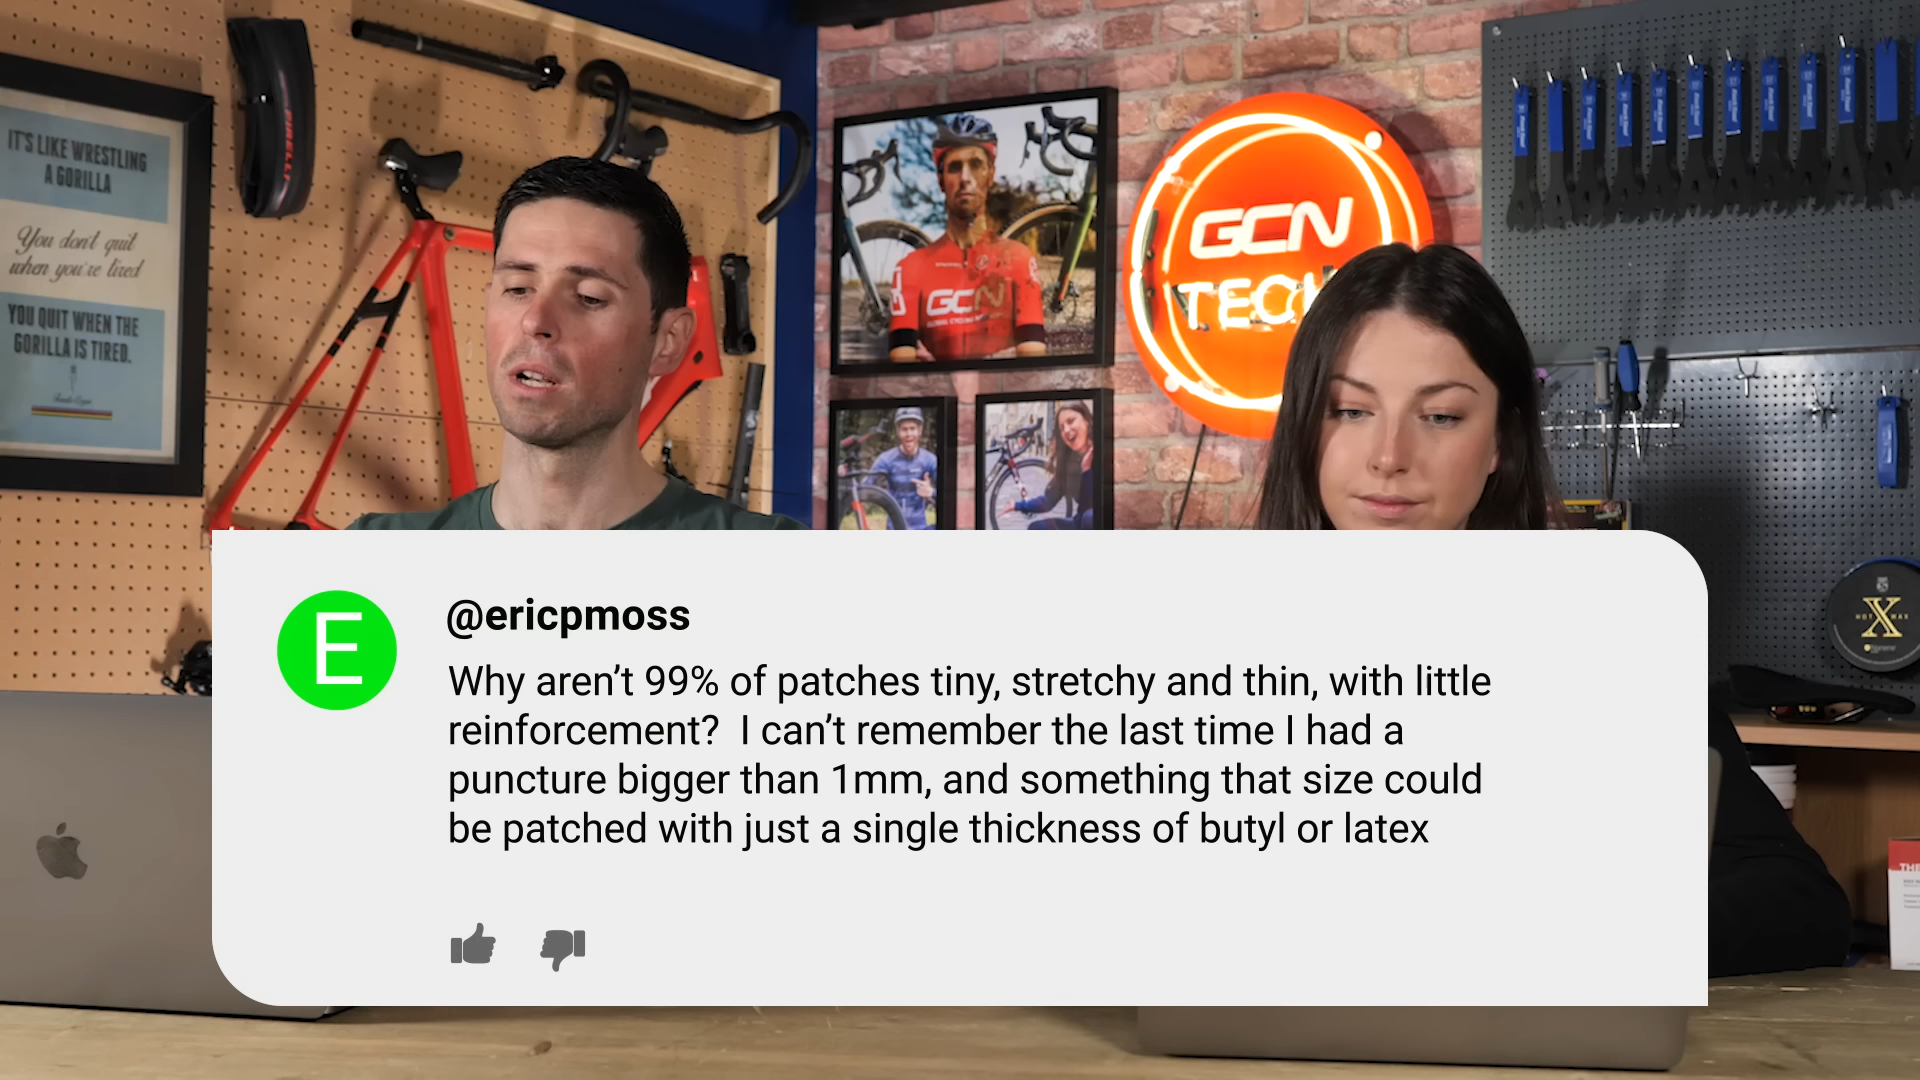 IT'S LIKE WRESTLING
A GORILLA
You don't quit
when you're tired
YOU QUIT WHEN THE
GORILLA IS TIRED.
PIRELLI
GCN
GCN
TECH
E
@ericpmoss
Why aren’t 99% of patches tiny, stretchy and thin, with little
reinforcement?  I can’t remember the last time I had a
puncture bigger than 1mm, and something that size could
be patched with just a single thickness of butyl or latex
HOT X WAX